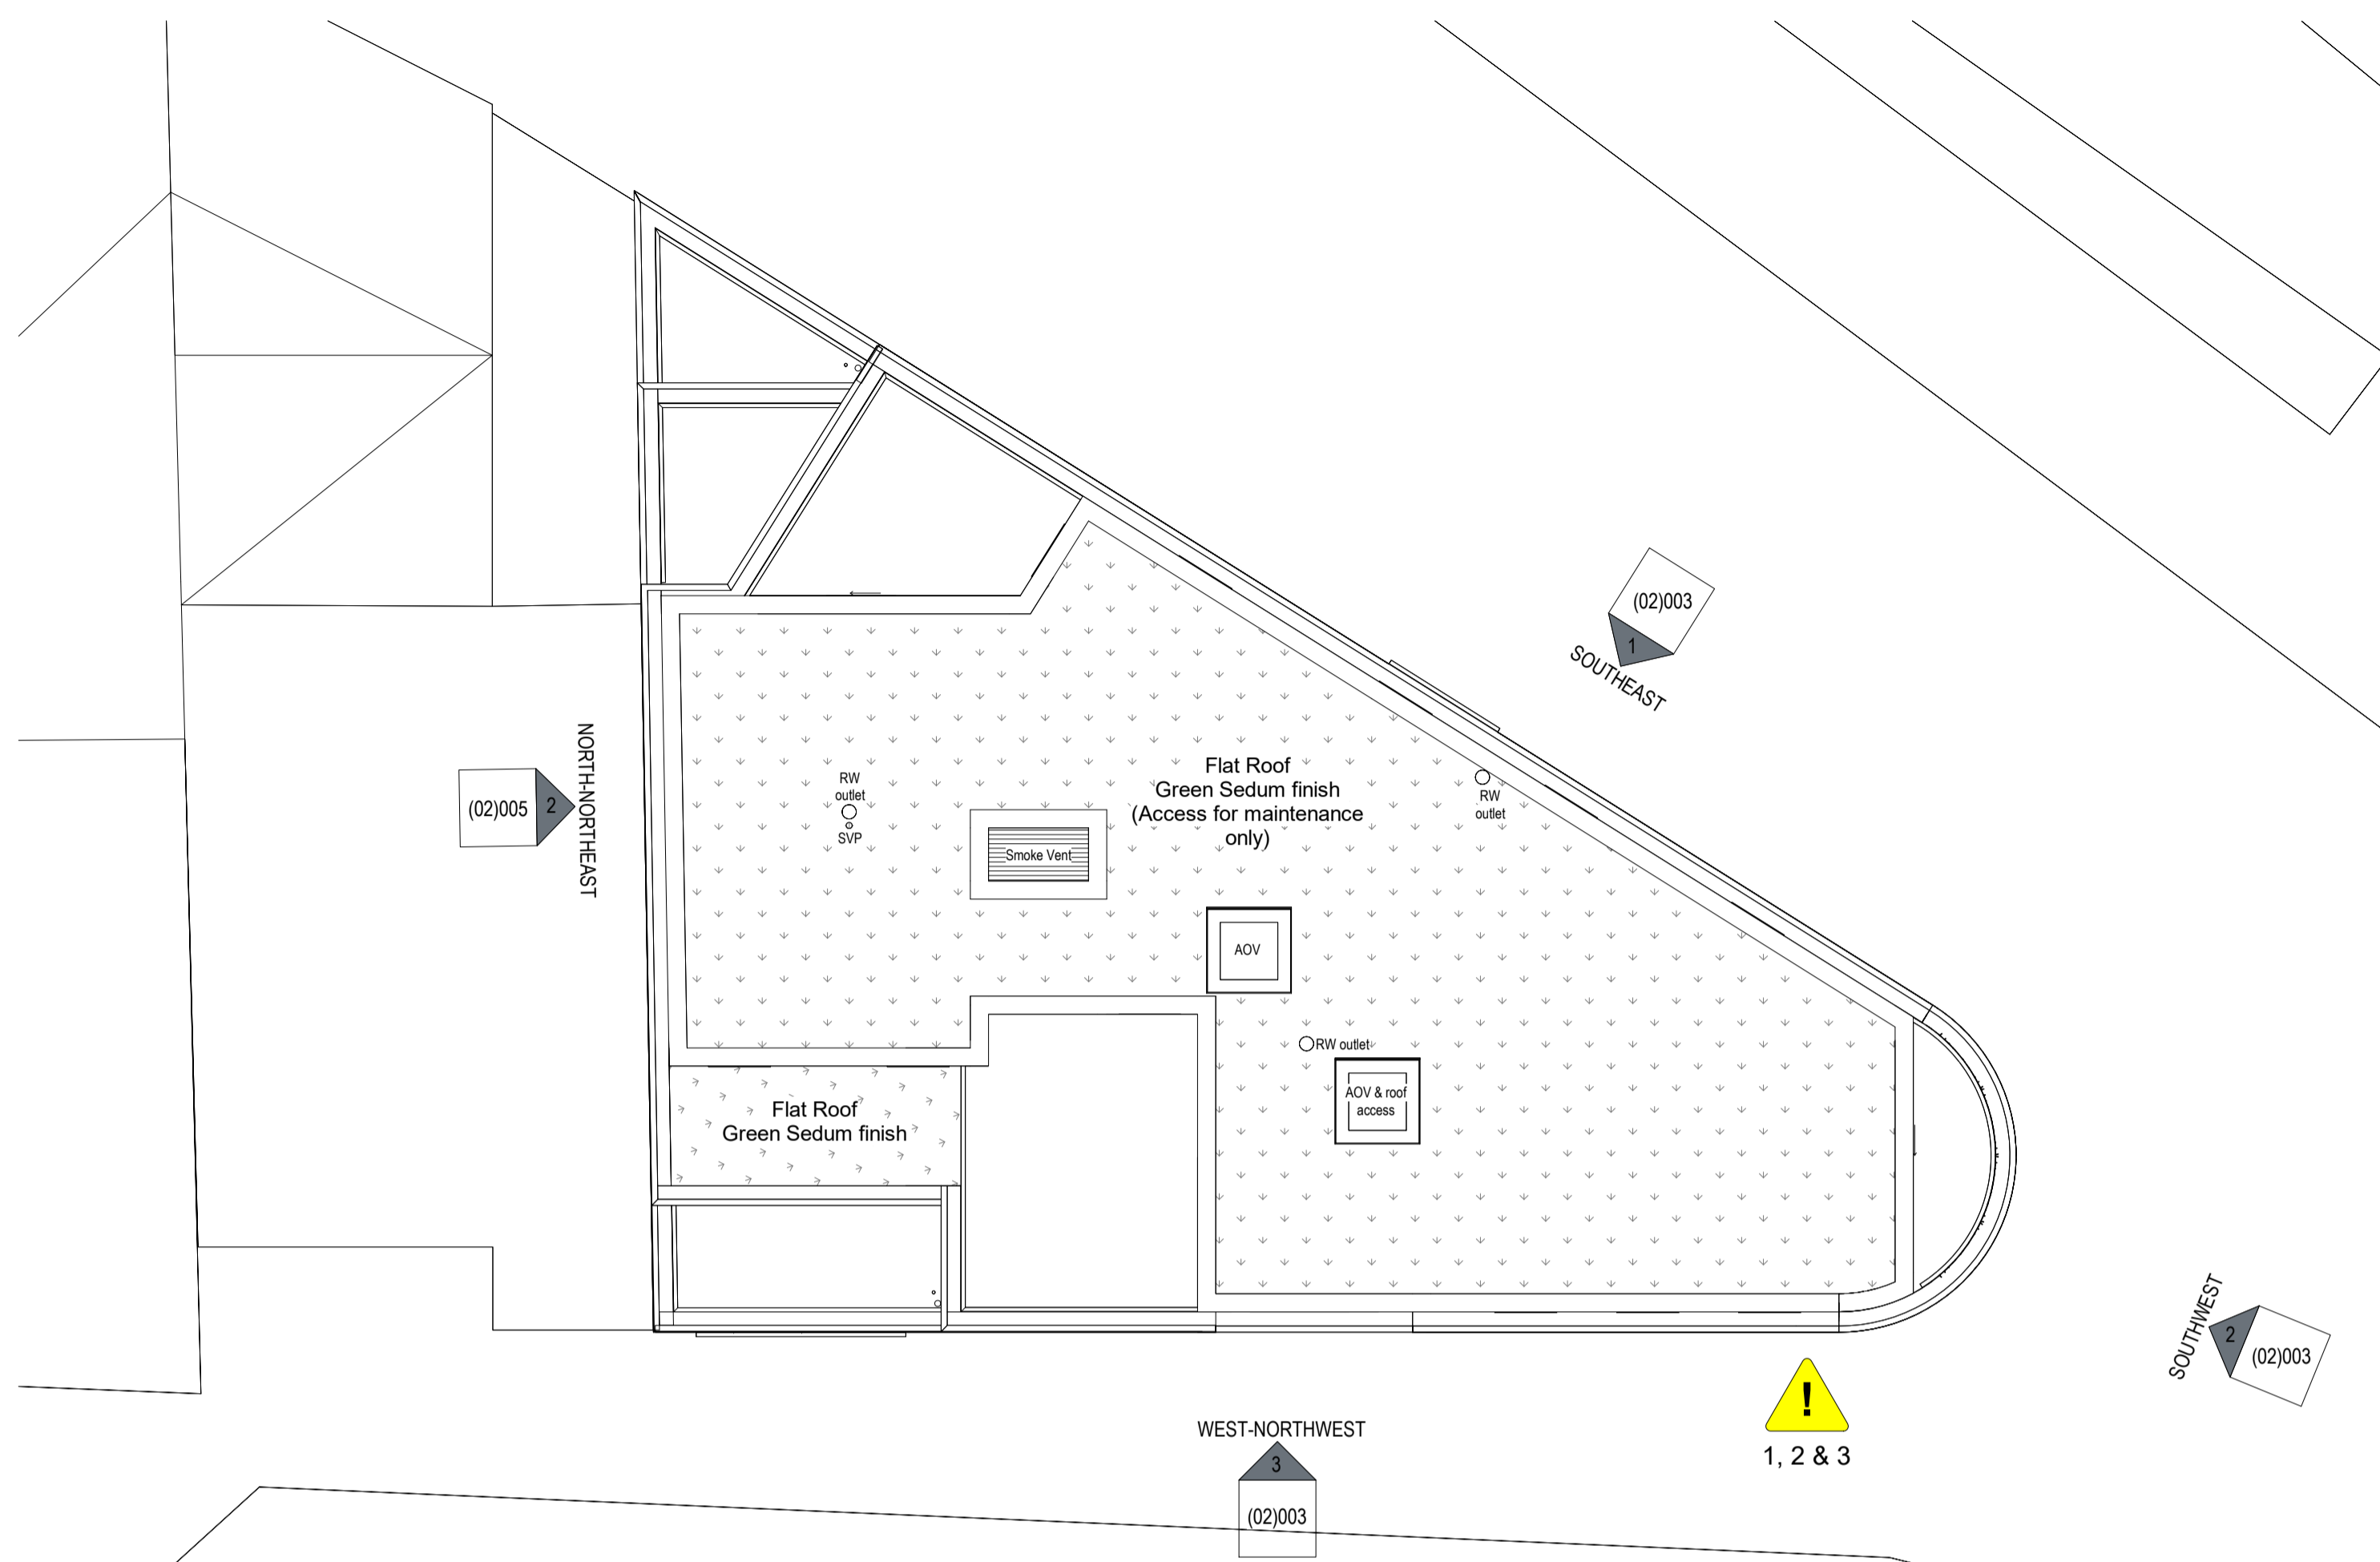 (02)003
1
SOUTHEAST
NORTH-NORTHEAST
(02)005
2
RW
outlet
SVP
Smoke Vent
Flat Roof
Green Sedum finish
(Access for maintenance
only)
RW
outlet
AOV
RW outlet
AOV & roof
access
Flat Roof
Green Sedum finish
SOUTHWEST
2
(02)003
!
1, 2 & 3
WEST-NORTHWEST
3
(02)003